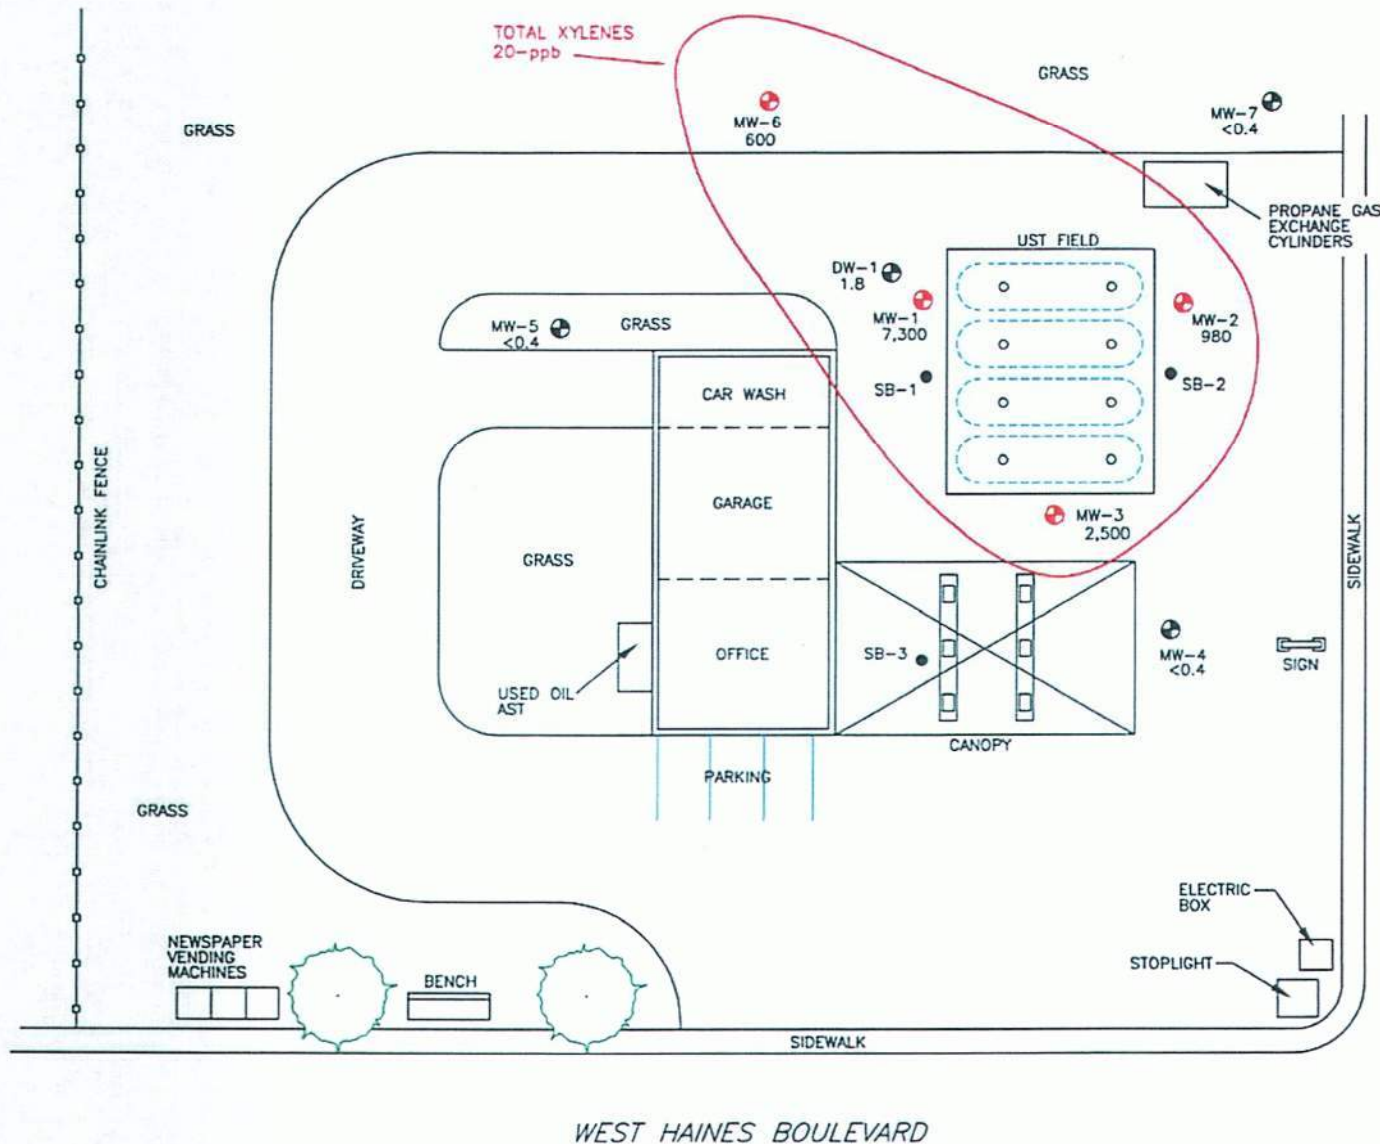 TOTAL XYLENES
20-ppb
GRASS
GRASS
MW-6
600
MW-7
<0.4
PROPANE GAS
EXCHANGE
CYLINDERS
UST FIELD
DW-1
1.8
MW-1
7,300
MW-2
980
MW-5
<0.4
GRASS
SB-1
SB-2
CAR WASH
CHAINLINK FENCE
DRIVEWAY
GARAGE
MW-3
2,500
SIDEWALK
GRASS
OFFICE
SB-3
MW-4
<0.4
SIGN
USED OIL
AST
CANOPY
PARKING
GRASS
ELECTRIC
BOX
NEWSPAPER
VENDING
MACHINES
BENCH
STOPLIGHT
SIDEWALK
WEST HAINES BOULEVARD